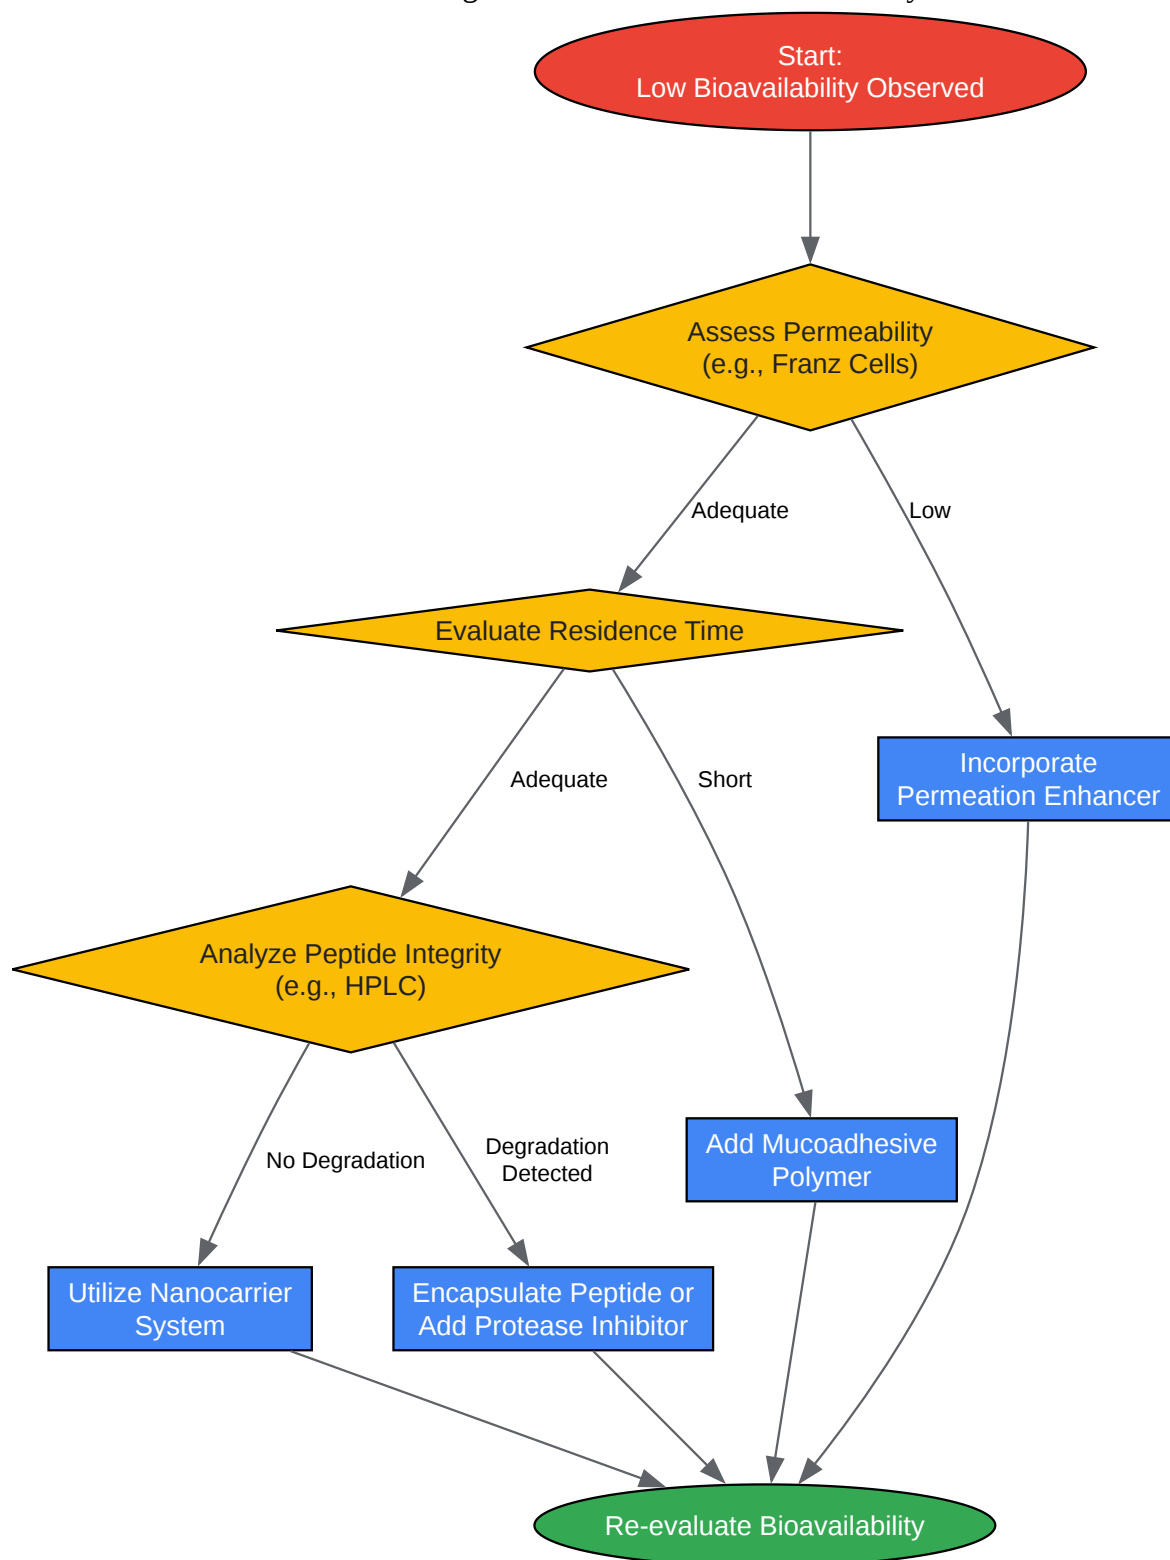 Start:
Low Bioavailability Observed
Assess Permeability
(e.g., Franz Cells)
Adequate
Low
Evaluate Residence Time
Adequate
Short
Incorporate
Permeation Enhancer
Analyze Peptide Integrity
(e.g., HPLC)
No Degradation
Degradation
Detected
Add Mucoadhesive
Polymer
Utilize Nanocarrier
System
Encapsulate Peptide or
Add Protease Inhibitor
Re-evaluate Bioavailability